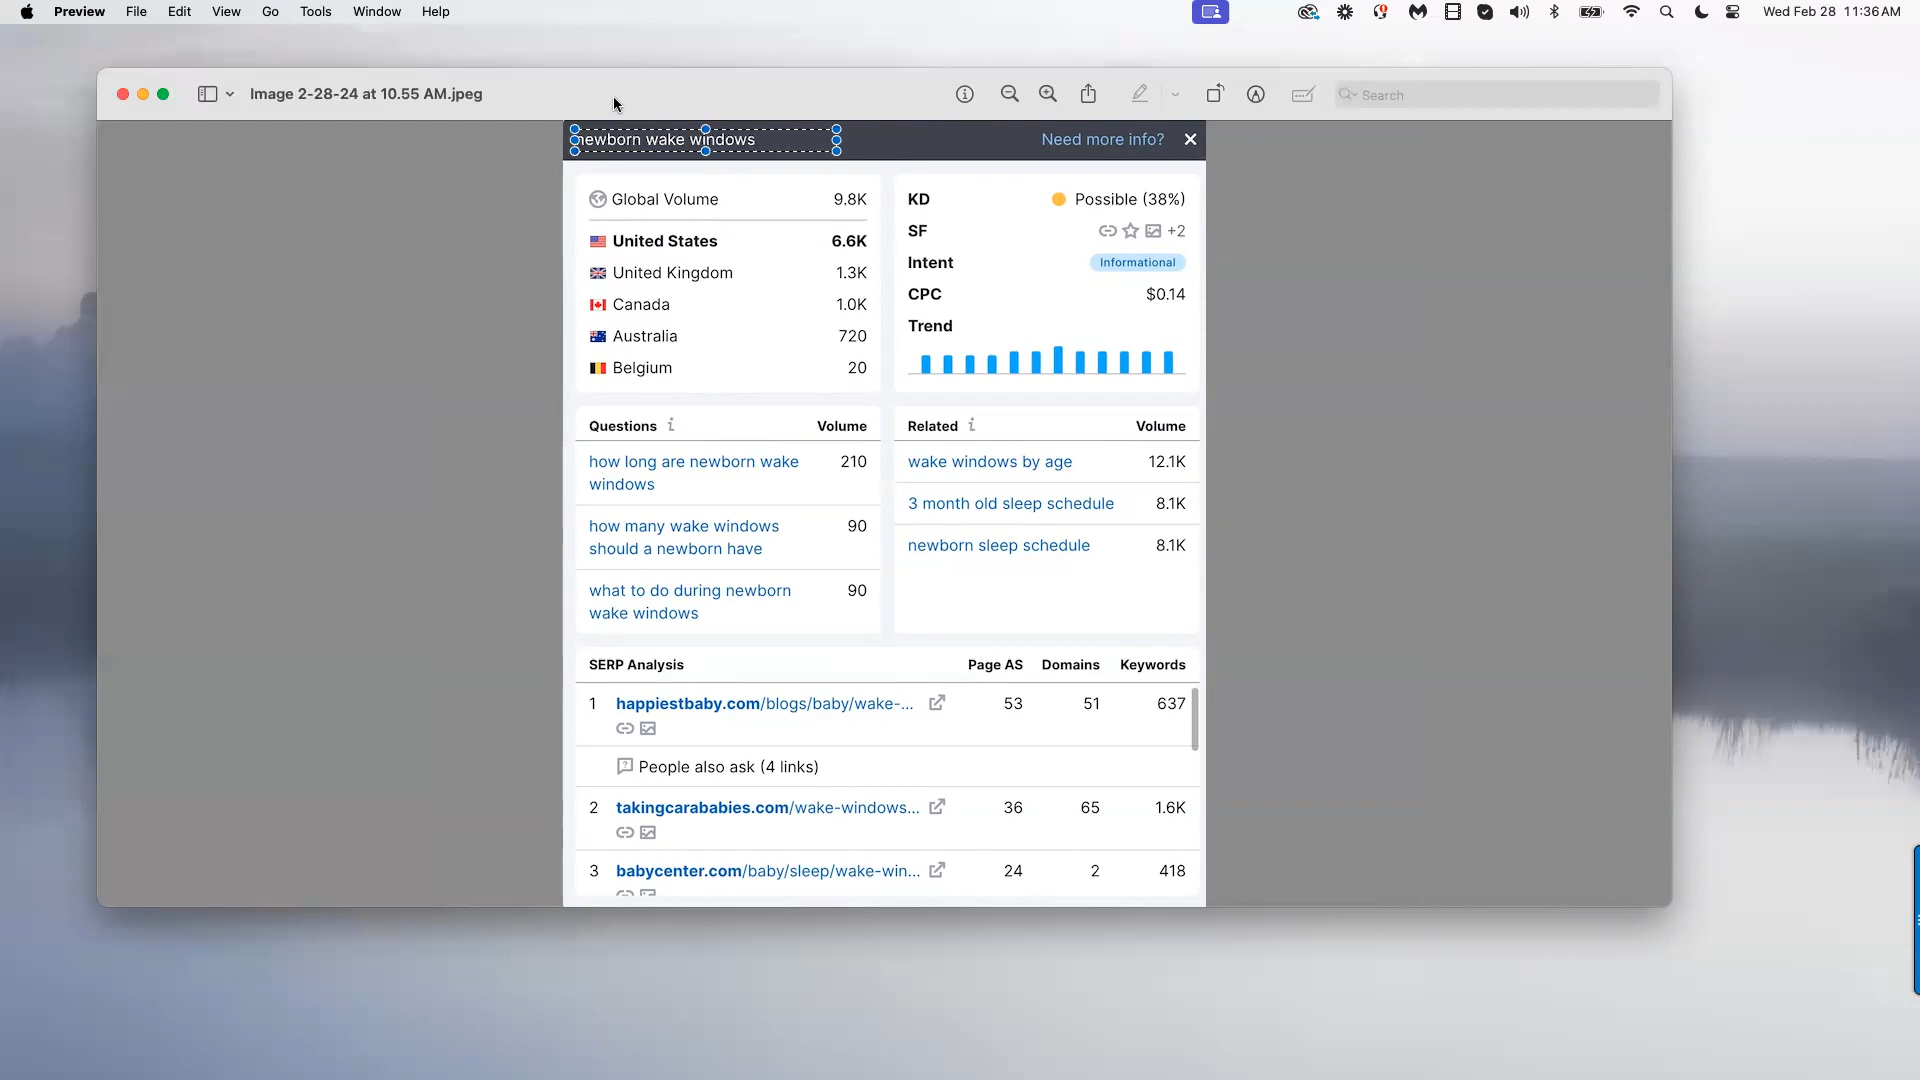 Preview File Edit View Go Tools Window Help Wed Feb 28 11:36 AM
Image 2-28-24 at 10.55 AM.jpeg Search
newborn wake windows Need more info?
Global Volume 9.8K
United States 6.6K
United Kingdom 1.3K
Canada 1.0K
Australia 720
Belgium 20
KD Possible (38%)
SF +2
Intent Informational
CPC $0.14
Trend
Questions i Volume
how long are newborn wake 210
windows
how many wake windows 90
should a newborn have
what to do during newborn 90
wake windows
Related i Volume
wake windows by age 12.1K
3 month old sleep schedule 8.1K
newborn sleep schedule 8.1K
SERP Analysis Page AS Domains Keywords
1 happiestbaby.com/blogs/baby/wake-... 53 51 637
People also ask (4 links)
2 takingcarababies.com/wake-windows... 36 65 1.6K
3 babycenter.com/baby/sleep/wake-win... 24 2 418